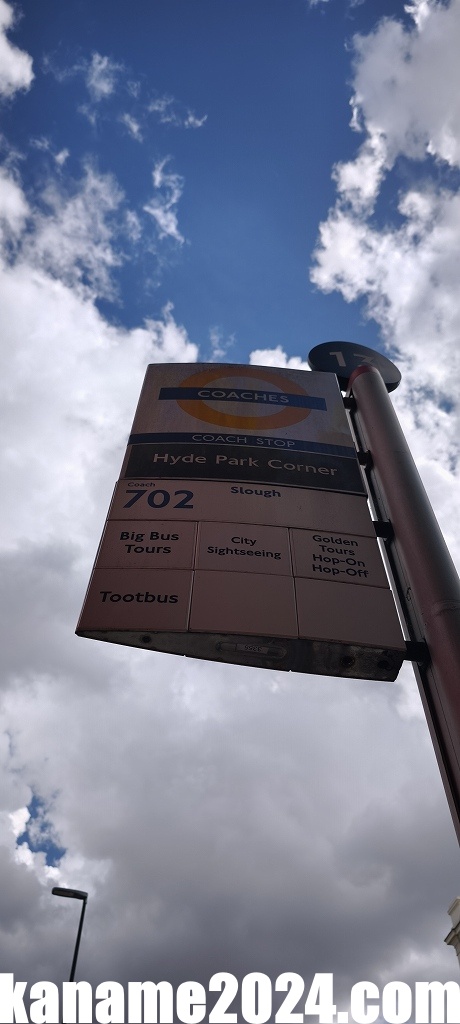 COACHES
COACH STOP
Hyde Park Corner
Coach
702 Slough
Big Bus
Tours
City
Sightseeing
Golden
Tours
Hop-On
Hop-Off
Tootbus
kaname2024.com